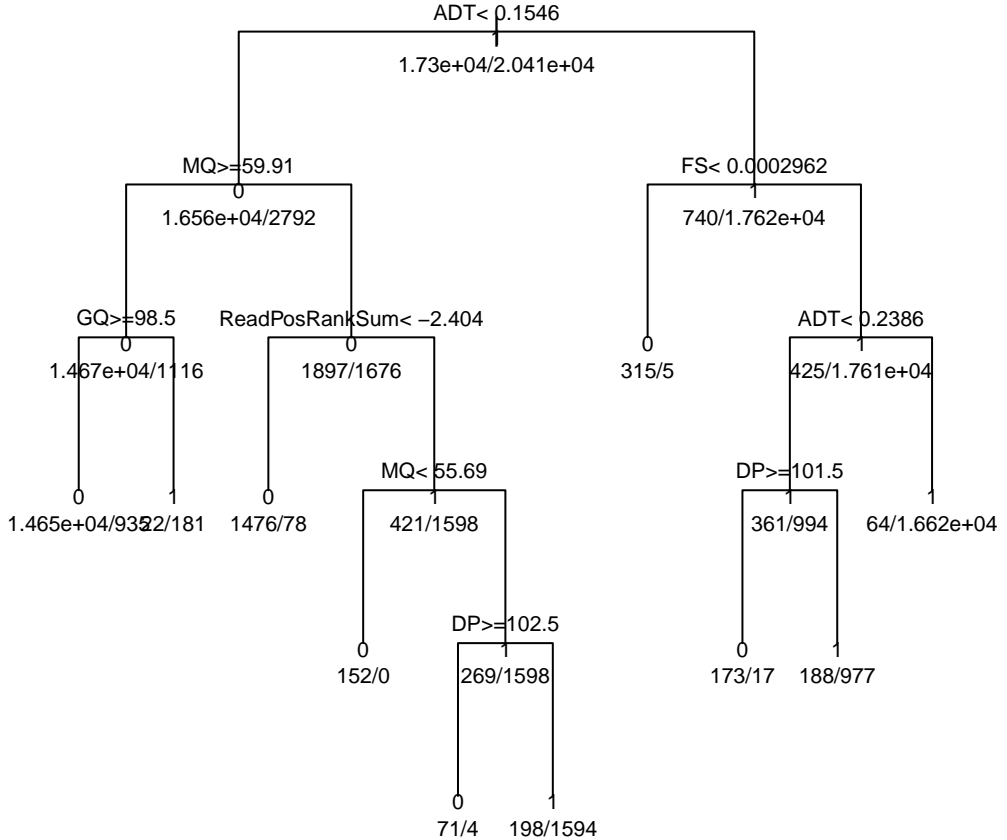 ADT< 0.1546
1
1.73e+04/2.041e+04
MQ>=59.91
0
1.656e+04/2792
FS< 0.0002962
1
740/1.762e+04
GQ>=98.5
0
1.467e+04/1116
ReadPosRankSum< −2.404
0
1897/1676
0
315/5
ADT< 0.2386
1
425/1.761e+04
0
1.465e+04/935
1
22/181
0
1476/78
MQ< 55.69
1
421/1598
DP>=101.5
1
361/994
1
64/1.662e+04
0
152/0
DP>=102.5
1
269/1598
0
173/17
1
188/977
0
71/4
1
198/1594